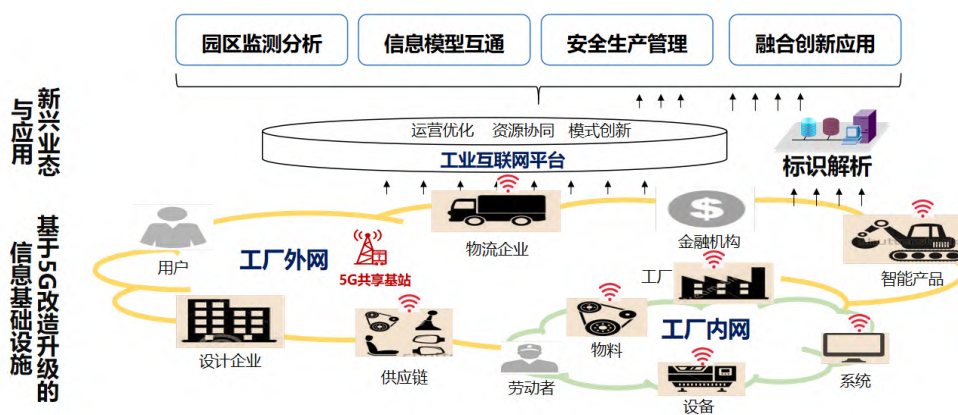 园区监测分析
信息模型互通
安全生产管理
融合创新应用
新兴业态
与应用
运营优化 资源协同 模式创新
工业互联网平台
标识解析
基于5G改造升级的
信息基础设施
用户
工厂外网
5G共享基站
物流企业
金融机构
智能产品
工厂
设计企业
供应链
物料
工厂内网
劳动者
设备
系统